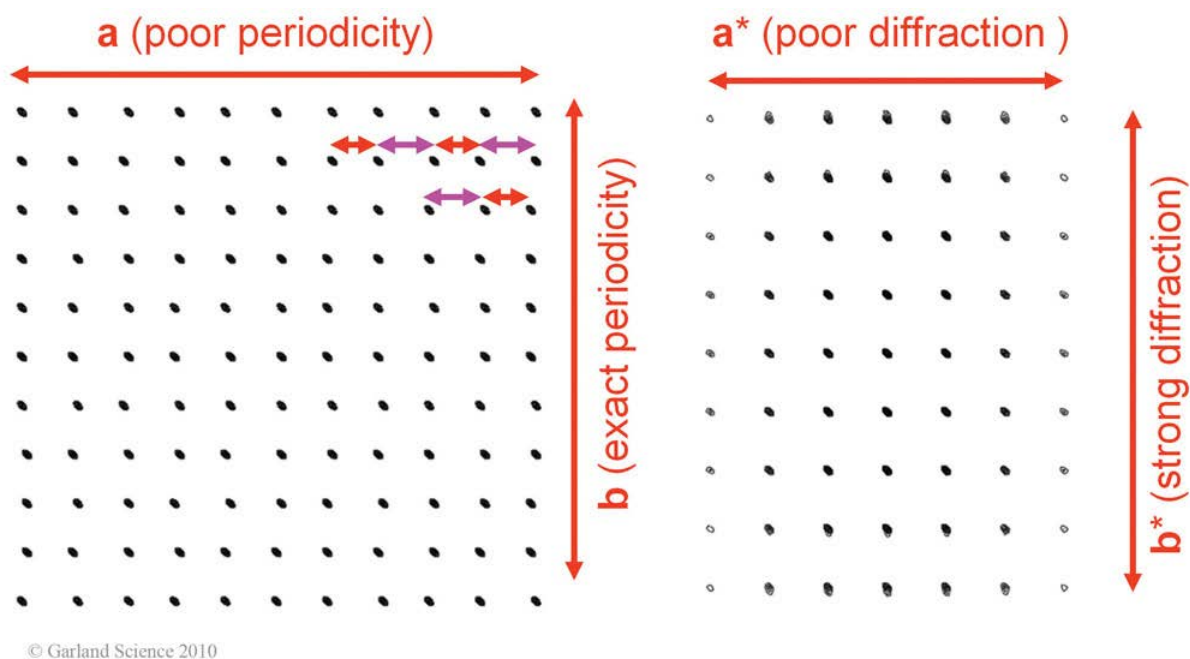 a (poor periodicity)
a* (poor diffraction )
b (exact periodicity)
b* (strong diffraction)
© Garland Science 2010